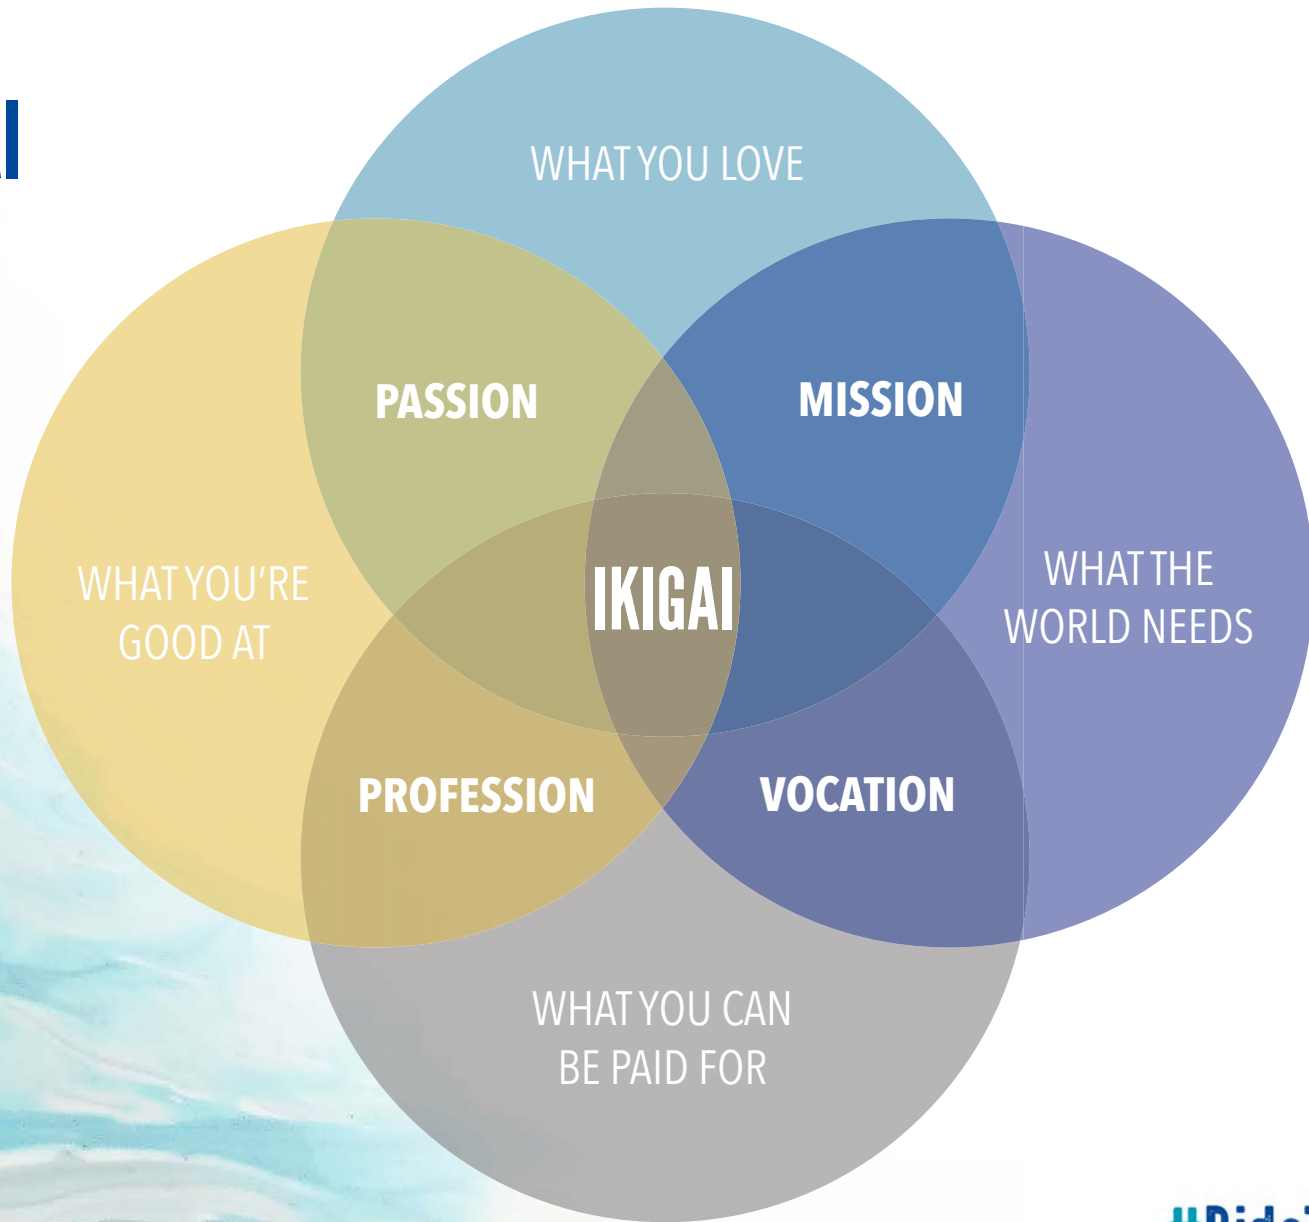 WHAT YOU LOVE
PASSION
MISSION
WHAT YOU'RE
GOOD AT
IKIGAI
WHAT THE
WORLD NEEDS
PROFESSION
VOCATION
WHAT YOU CAN
BE PAID FOR